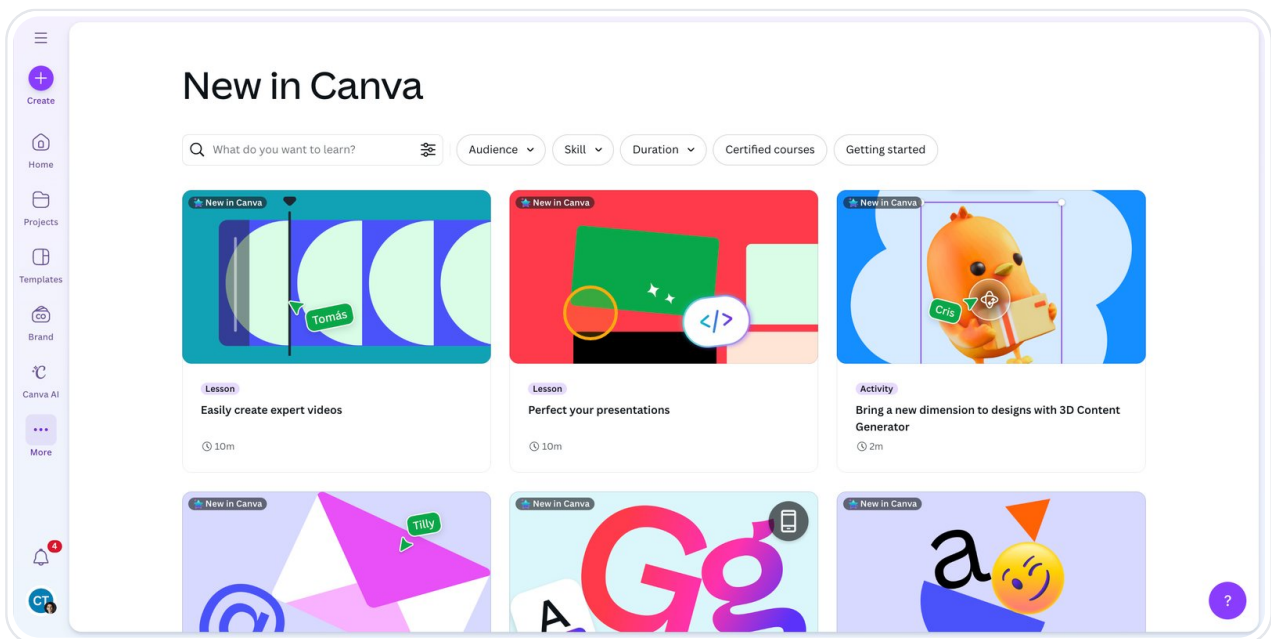 New in Canva
Create
Home
Projects
Templates
CO
Brand
Canva AI
More
4
CT
What do you want to learn?
Audience
Skill
Duration
Certified courses
Getting started
New in Canva
Tomás
Lesson
Easily create expert videos
10m
New in Canva
</>
Lesson
Perfect your presentations
10m
New in Canva
Cris
Activity
Bring a new dimension to designs with 3D Content
Generator
2m
New in Canva
Tilly
@
New in Canva
Gg
A
New in Canva
a
?